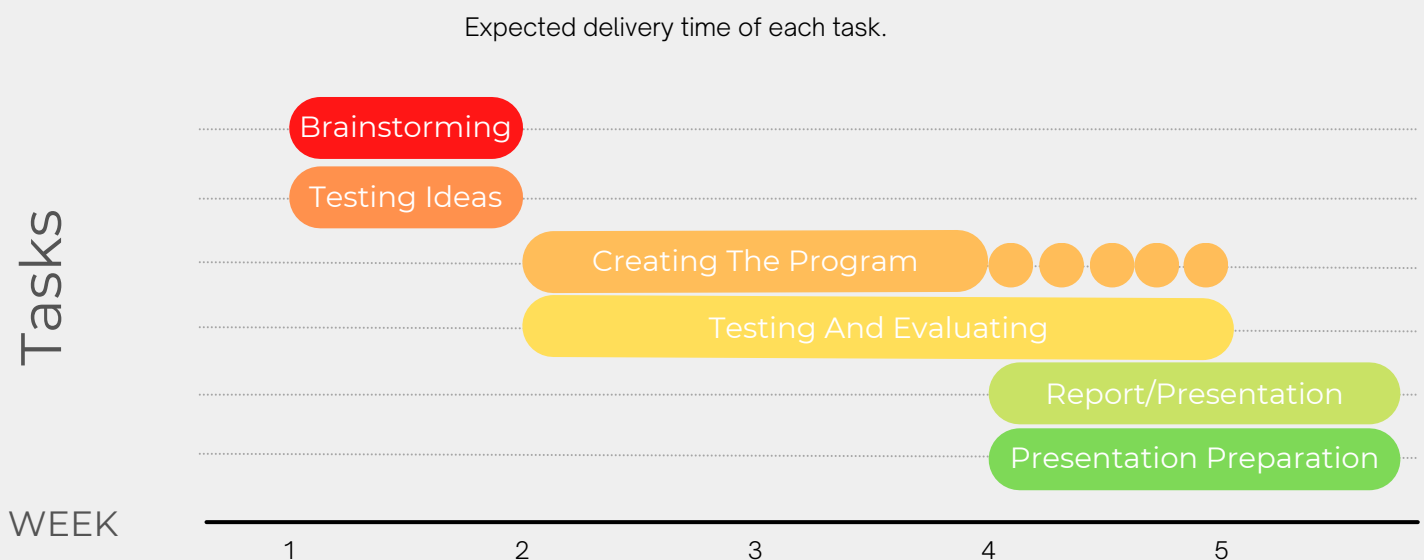 Expected delivery time of each task.
Tasks
Brainstorming
Testing Ideas
Creating The Program
Testing And Evaluating
Report/Presentation
Presentation Preparation
WEEK
1 2 3 4 5